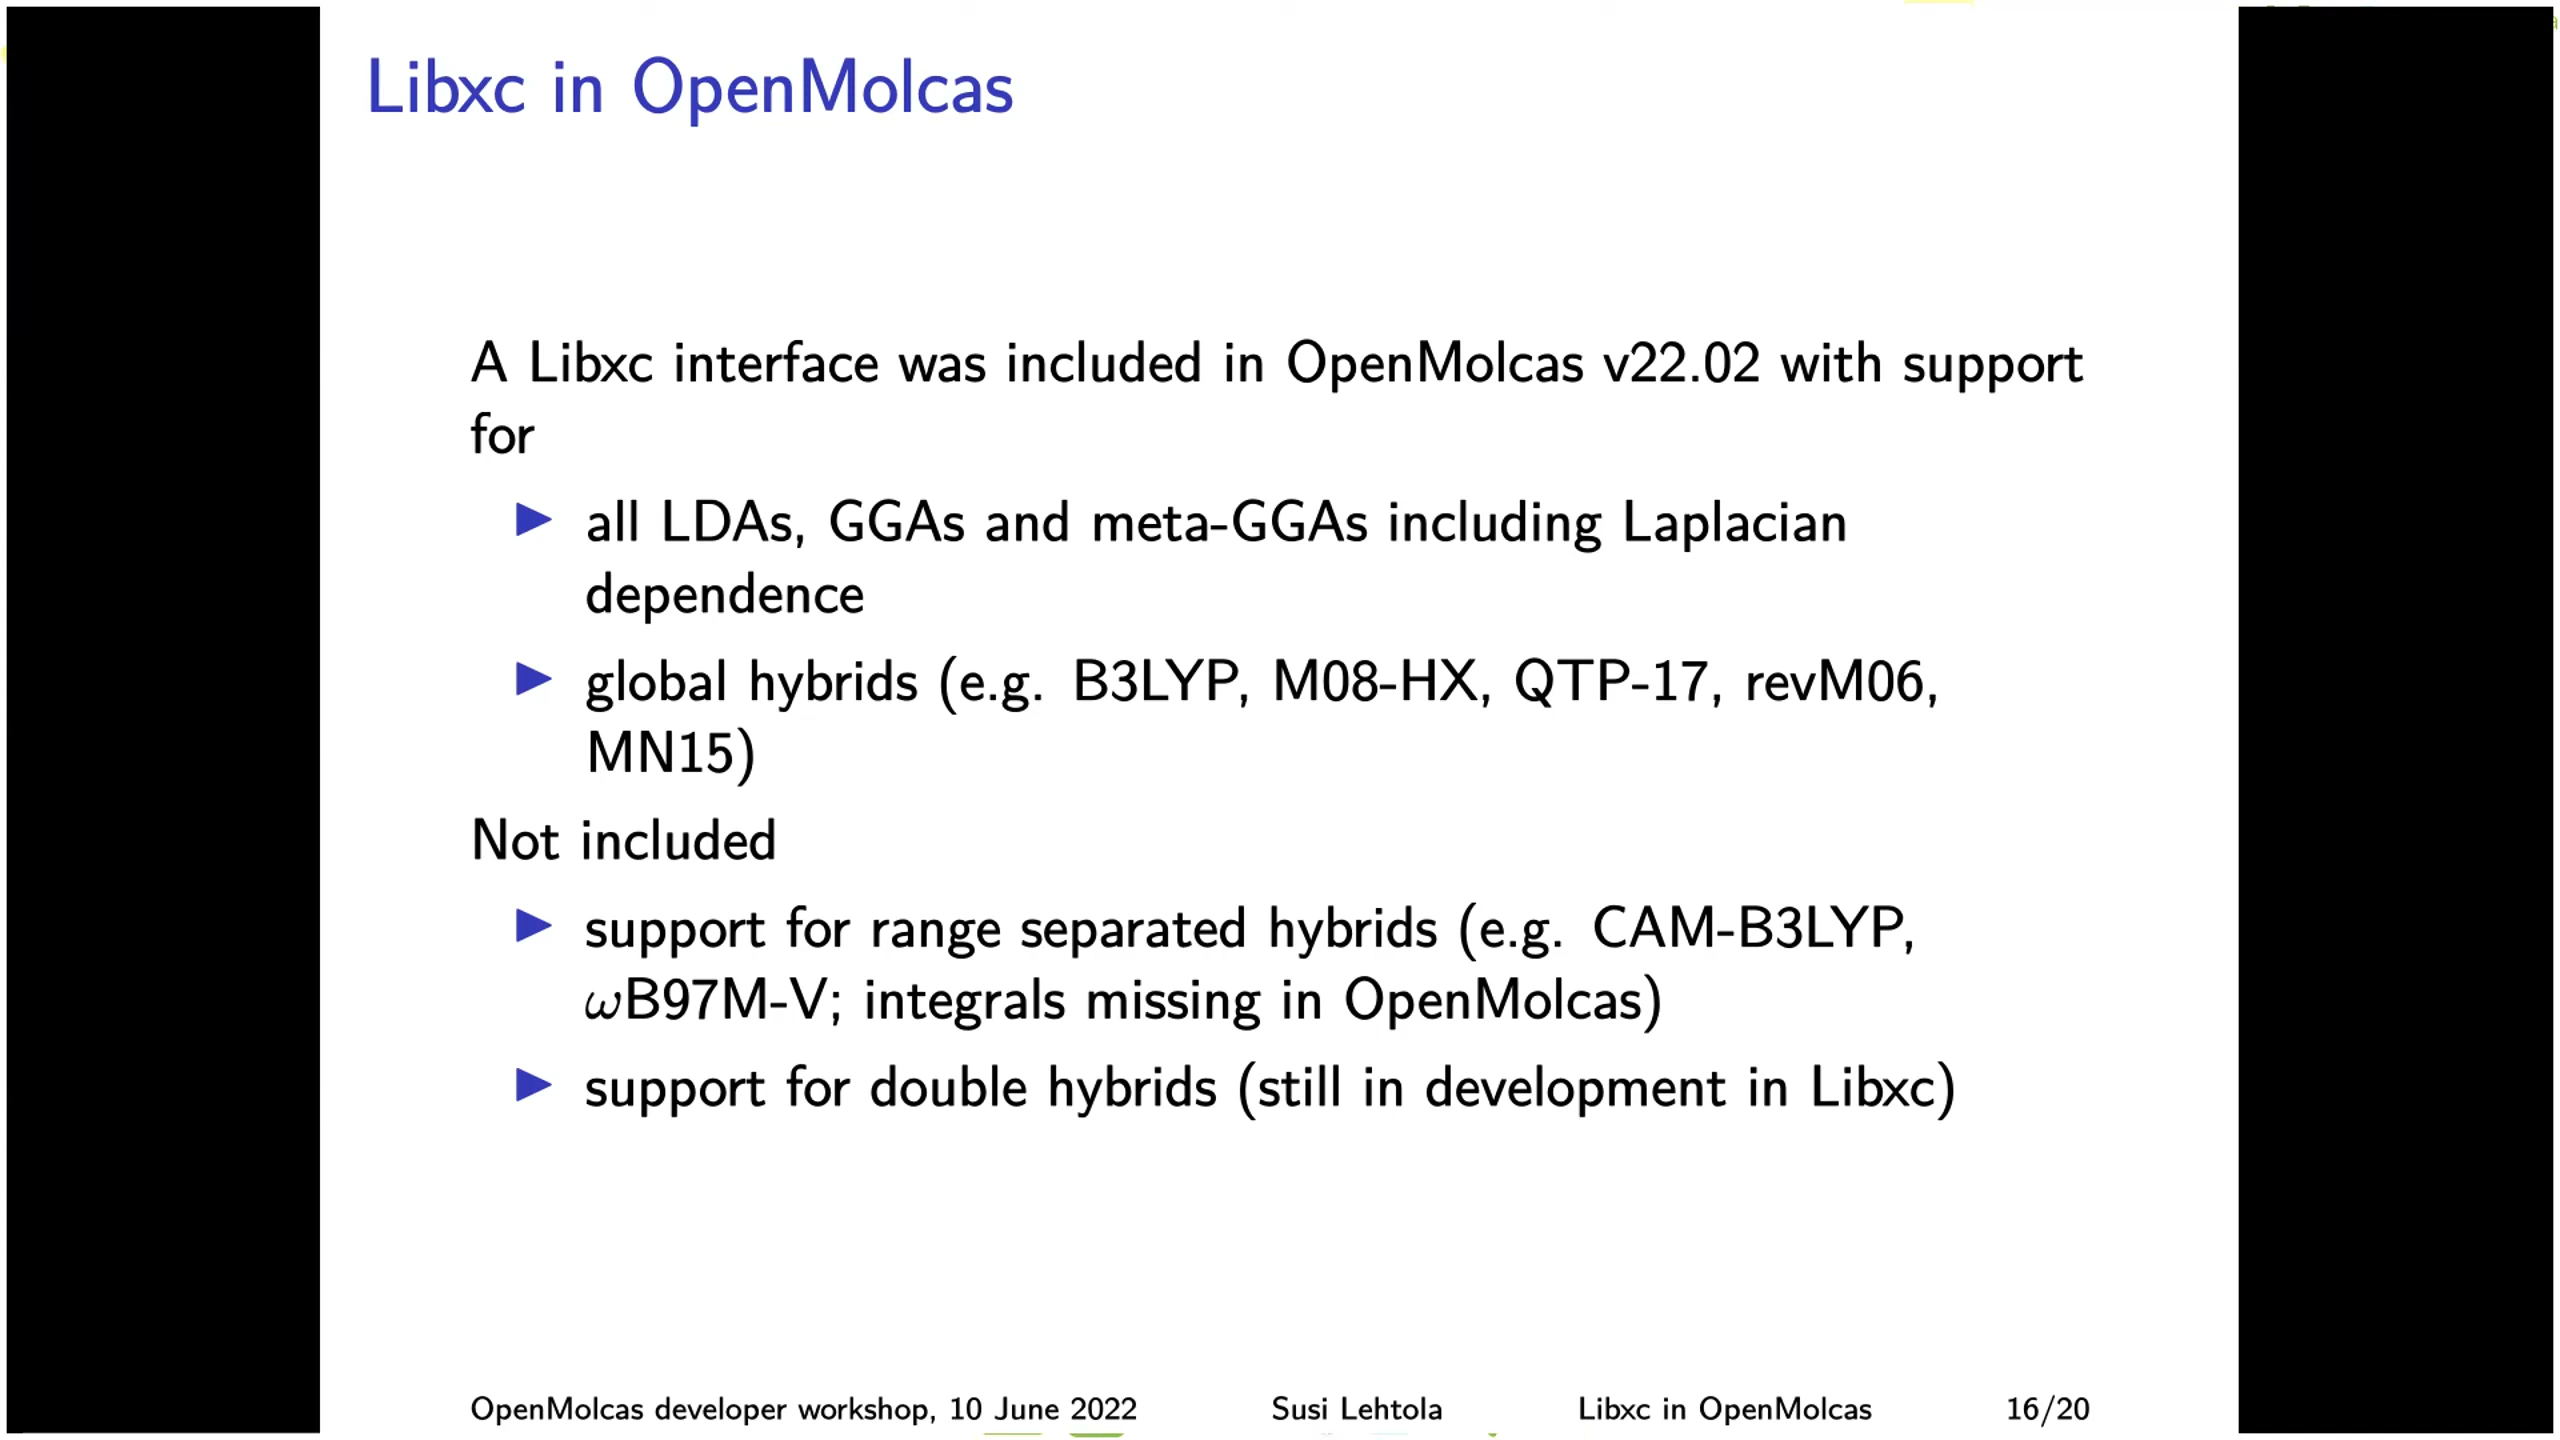 Libxc in OpenMolcas
A Libxc interface was included in OpenMolcas v22.02 with support
for
▶ all LDAs, GGAs and meta-GGAs including Laplacian
dependence
▶ global hybrids (e.g. B3LYP, M08-HX, QTP-17, revM06,
MN15)
Not included
▶ support for range separated hybrids (e.g. CAM-B3LYP,
ωB97M-V; integrals missing in OpenMolcas)
▶ support for double hybrids (still in development in Libxc)
OpenMolcas developer workshop, 10 June 2022 Susi Lehtola Libxc in OpenMolcas 16/20